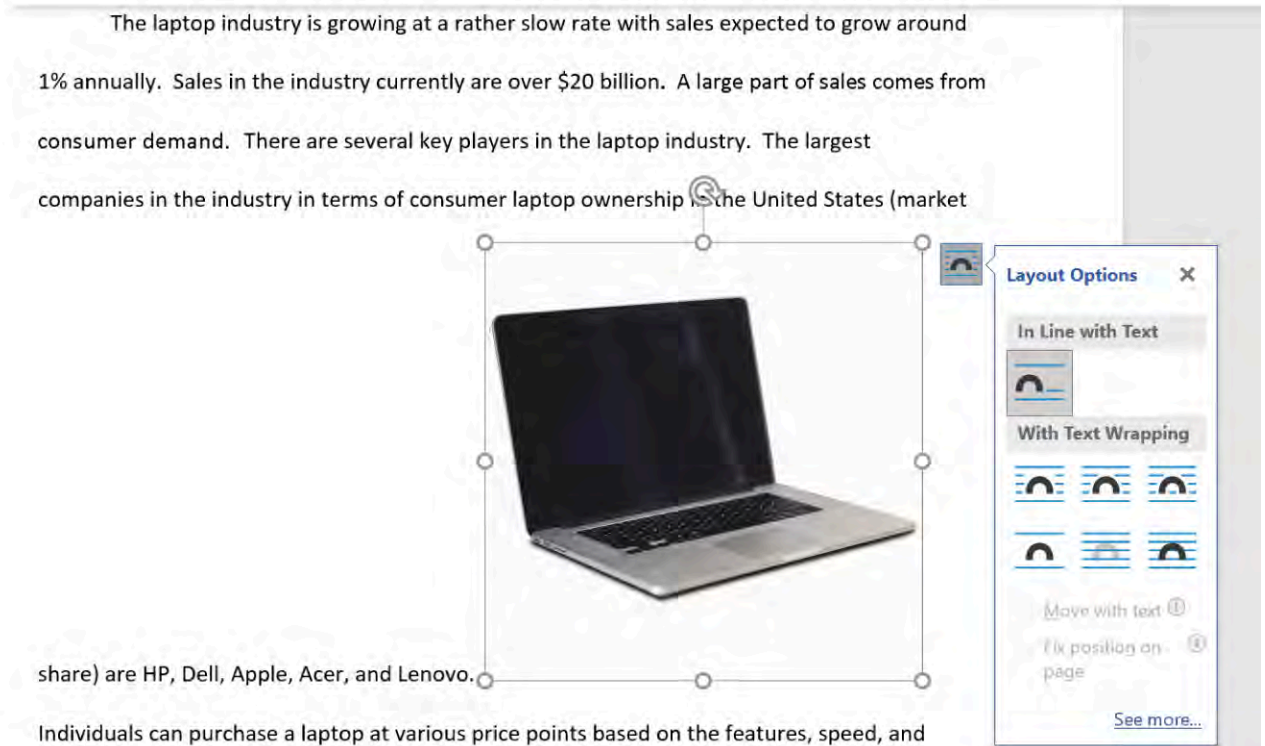 The laptop industry is growing at a rather slow rate with sales expected to grow around
1% annually.  Sales in the industry currently are over $20 billion.  A large part of sales comes from
consumer demand.  There are several key players in the laptop industry.  The largest
companies in the industry in terms of consumer laptop ownership the United States (market
share) are HP, Dell, Apple, Acer, and Lenovo.
Individuals can purchase a laptop at various price points based on the features, speed, and
Layout Options
In Line with Text
With Text Wrapping
Move with text
Fix position on
page
See more...